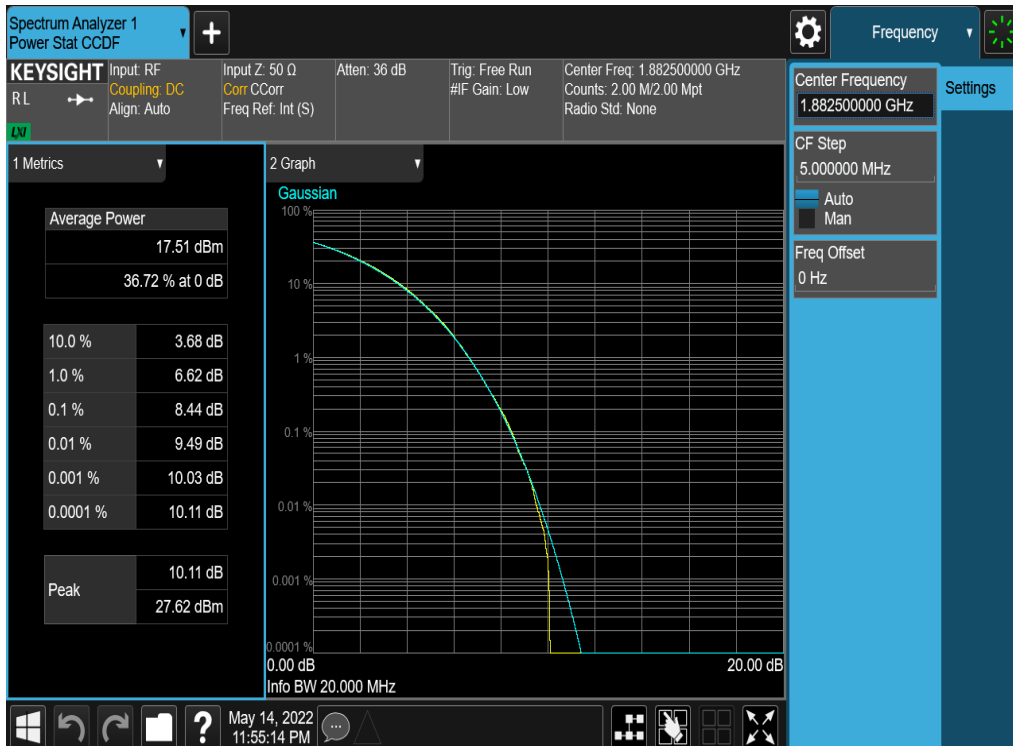 Spectrum Analyzer 1
Power Stat CCDF
+
Frequency
KEYSIGHT
RL
LXI
Input: RF
Coupling: DC
Align: Auto
Input Z: 50 Ω
Corr CCorr
Freq Ref: Int (S)
Atten: 36 dB
Trig: Free Run
#IF Gain: Low
Center Freq: 1.882500000 GHz
Counts: 2.00 M/2.00 Mpt
Radio Std: None
Center Frequency
1.882500000 GHz
Settings
CF Step
5.000000 MHz
Auto
Man
Freq Offset
0 Hz
1 Metrics
Average Power
17.51 dBm
36.72 % at 0 dB
10.0 % 3.68 dB
1.0 % 6.62 dB
0.1 % 8.44 dB
0.01 % 9.49 dB
0.001 % 10.03 dB
0.0001 % 10.11 dB
Peak
10.11 dB
27.62 dBm
2 Graph
Gaussian
100 %
10 %
1 %
0.1 %
0.01 %
0.001 %
0.0001 %
0.00 dB 20.00 dB
Info BW 20.000 MHz
?
May 14, 2022
11:55:14 PM